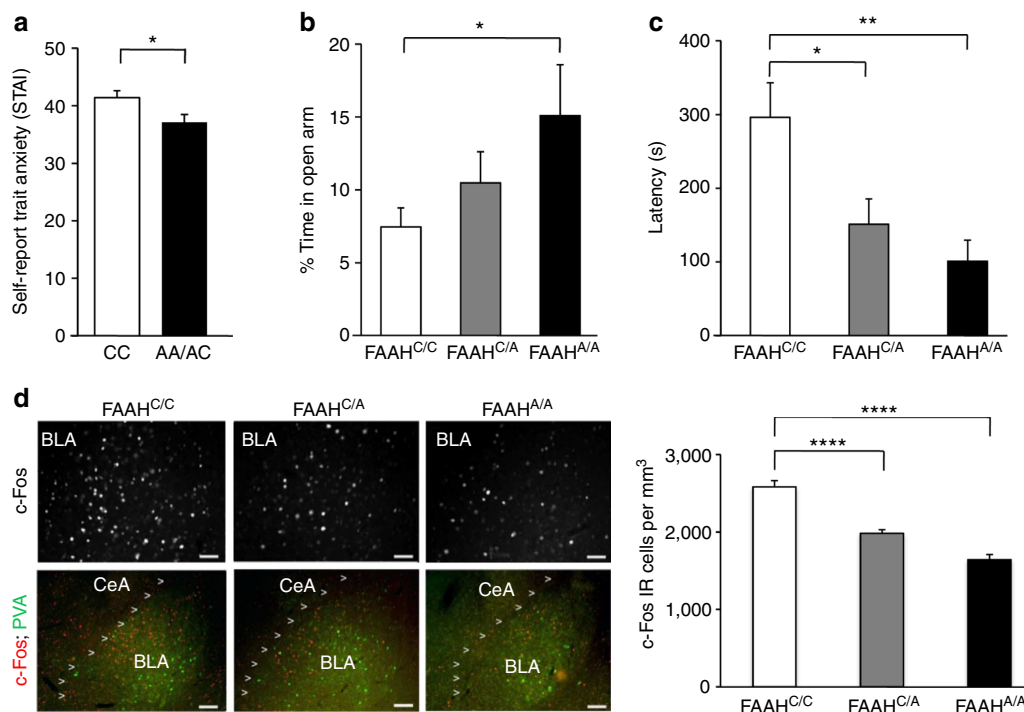 a
Self-report trait anxiety (STAI)
50
40
30
20
10
0
*
CC AA/AC
b
% Time in open arm
20
15
10
5
0
*
FAAH^C/C FAAH^C/A FAAH^A/A
c
Latency (s)
400
300
200
100
0
**
*
FAAH^C/C FAAH^C/A FAAH^A/A
d
FAAH^C/C FAAH^C/A FAAH^A/A
c-Fos
BLA BLA BLA
c-Fos; PVA
CeA CeA CeA
BLA BLA BLA
c-Fos IR cells per mm³
3,000
2,000
1,000
0
****
****
FAAH^C/C FAAH^C/A FAAH^A/A